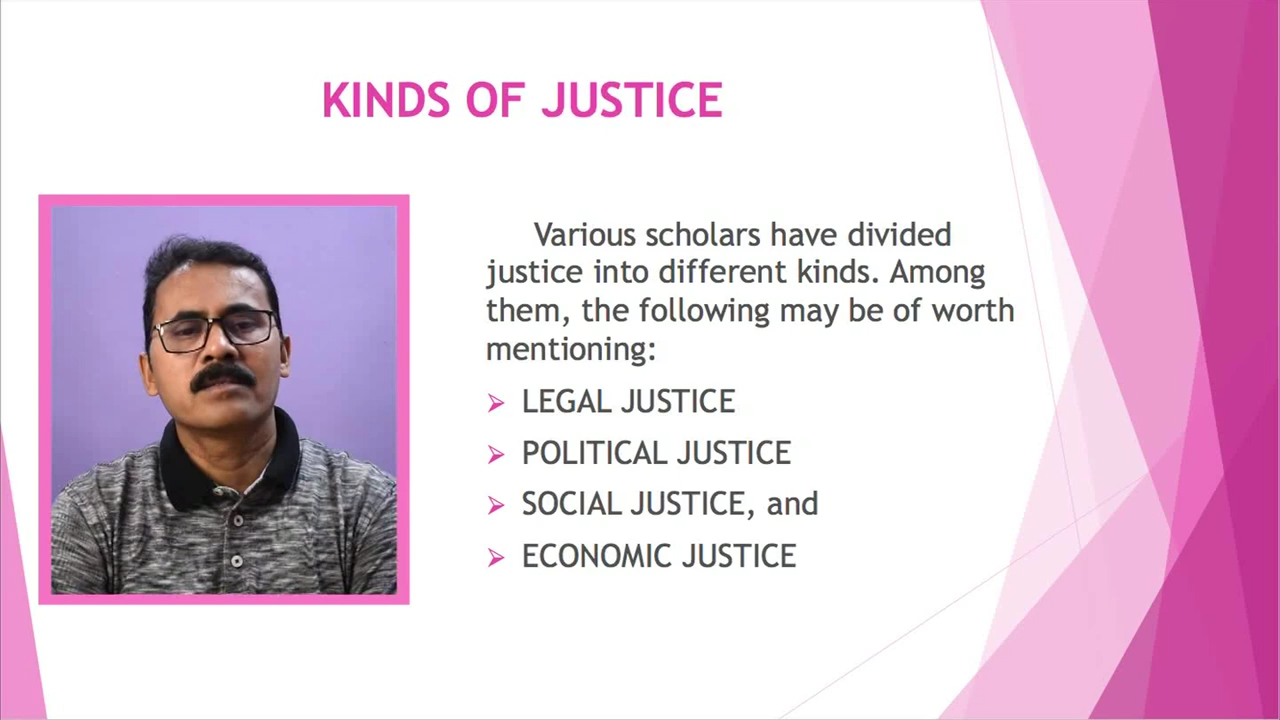 KINDS OF JUSTICE
Various scholars have divided
justice into different kinds. Among
them, the following may be of worth
mentioning:
LEGAL JUSTICE
POLITICAL JUSTICE
SOCIAL JUSTICE, and
ECONOMIC JUSTICE